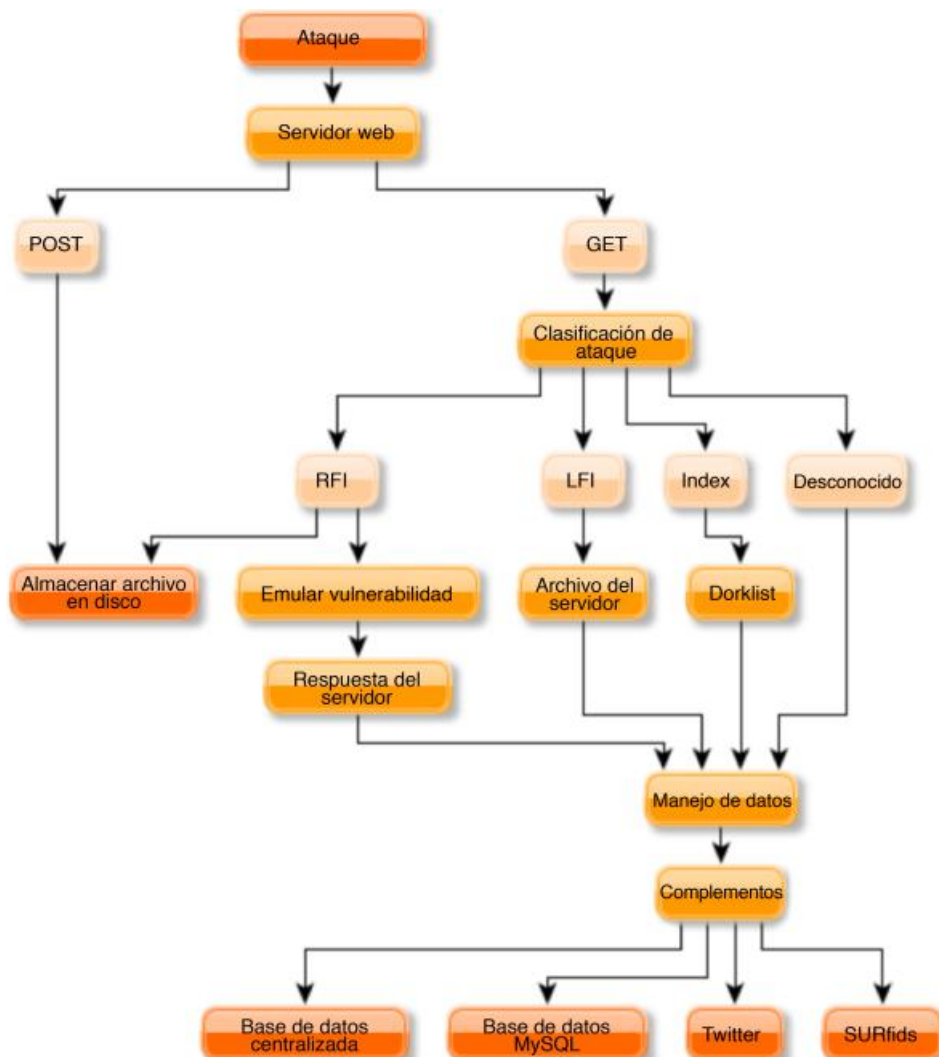 Ataque
Servidor web
POST
GET
Clasificación de
ataque
RFI
LFI
Index
Desconocido
Almacenar archivo
en disco
Emular vulnerabilidad
Archivo del
servidor
Dorklist
Respuesta del
servidor
Manejo de datos
Complementos
Base de datos
centralizada
Base de datos
MySQL
Twitter
SURfids